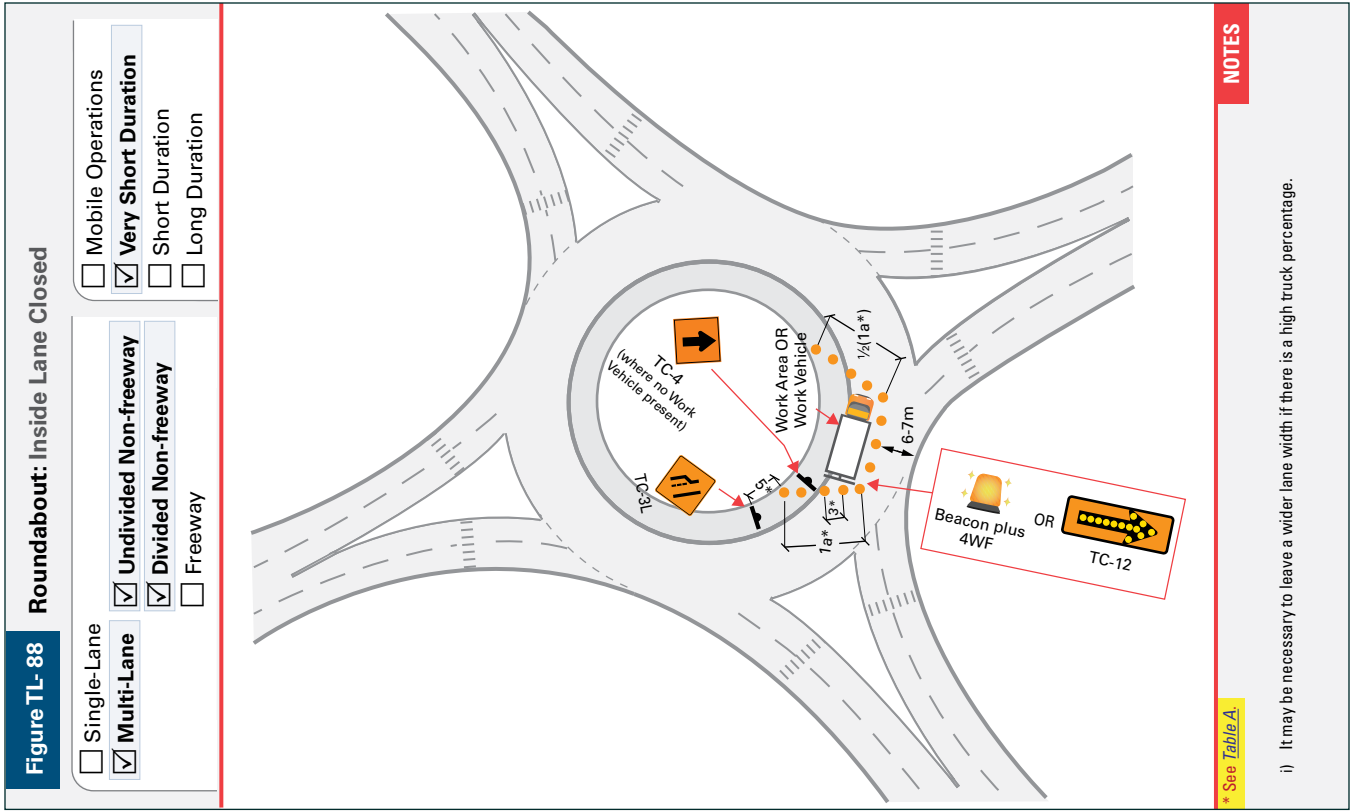 Figure TL- 88 Roundabout: Inside Lane Closed
Single-Lane
Multi-Lane
Undivided Non-freeway
Divided Non-freeway
Freeway
Mobile Operations
Very Short Duration
Short Duration
Long Duration
TC-3L
TC-4
(where no Work
Vehicle present)
Work Area OR
Work Vehicle
5*
3*
1a*
½(1a*)
6-7m
Beacon plus
4WF
OR
TC-12
* See Table A.
NOTES
i) It may be necessary to leave a wider lane width if there is a high truck percentage.